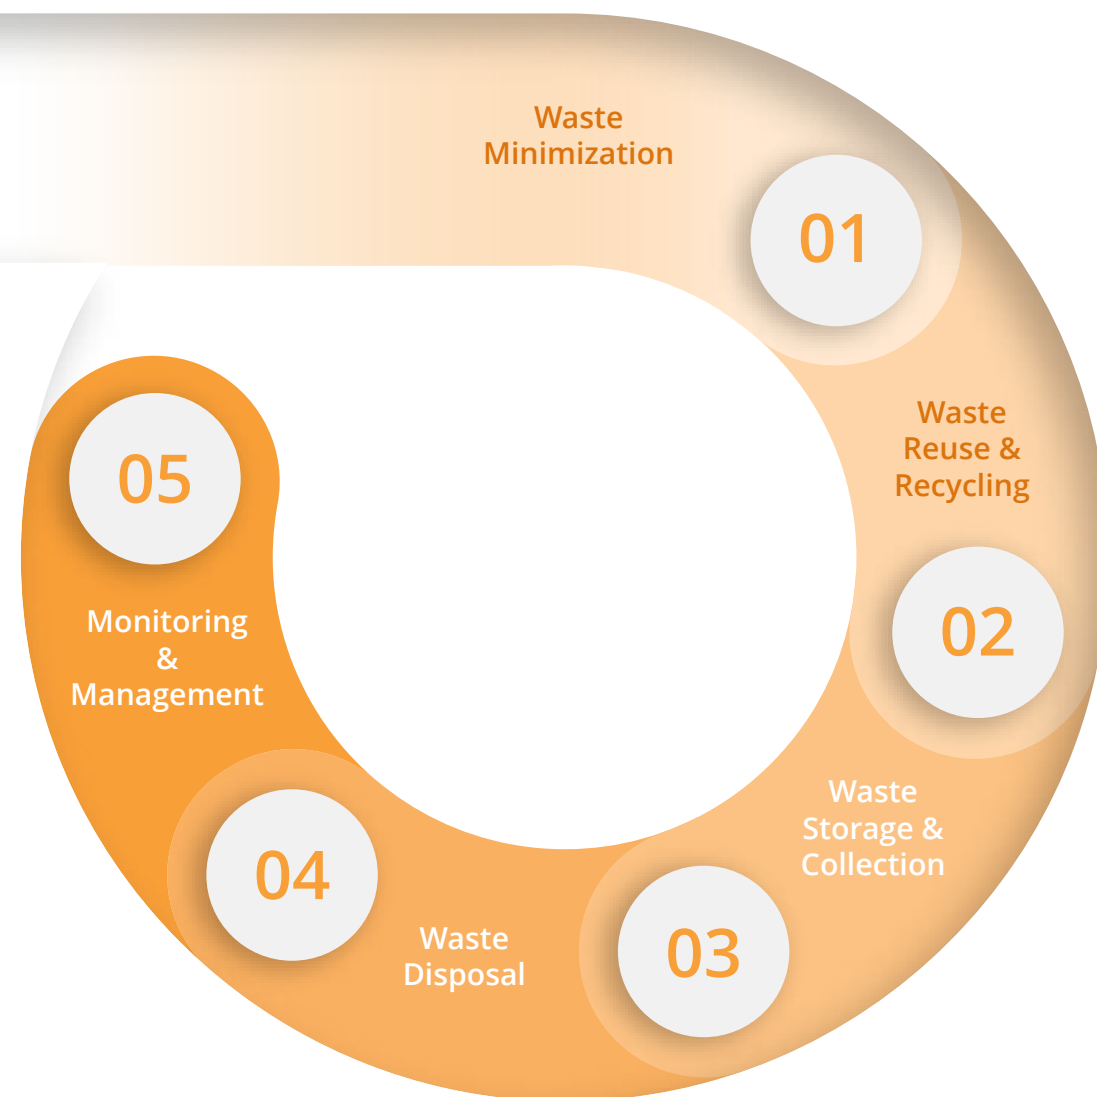 Waste
Minimization
01
Waste
Reuse &
Recycling
02
Waste
Storage &
Collection
03
Waste
Disposal
04
Monitoring
&
Management
05